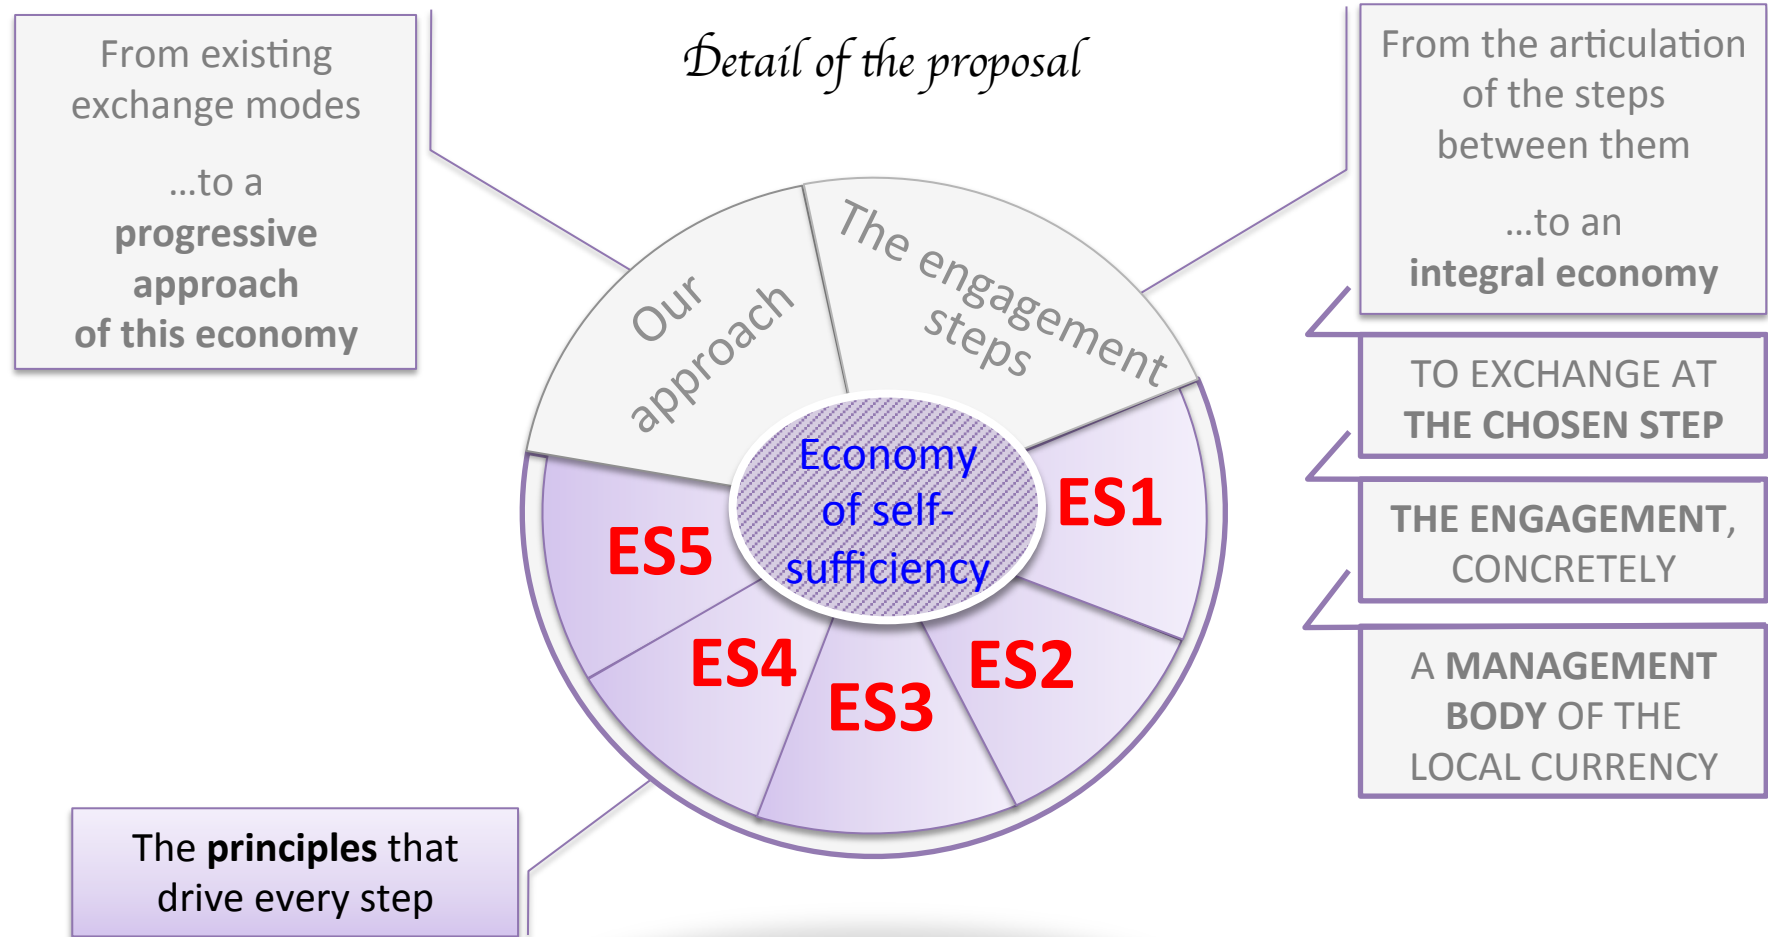 Detail of the proposal
From existing
exchange modes
...to a
progressive
approach
of this economy
From the articulation
of the steps
between them
...to an
integral economy
TO EXCHANGE AT
THE CHOSEN STEP
THE ENGAGEMENT,
CONCRETELY
A MANAGEMENT
BODY OF THE
LOCAL CURRENCY
Our
approach
The engagement
steps
Economy
of self-
sufficiency
ES1
ES2
ES3
ES4
ES5
The principles that
drive every step